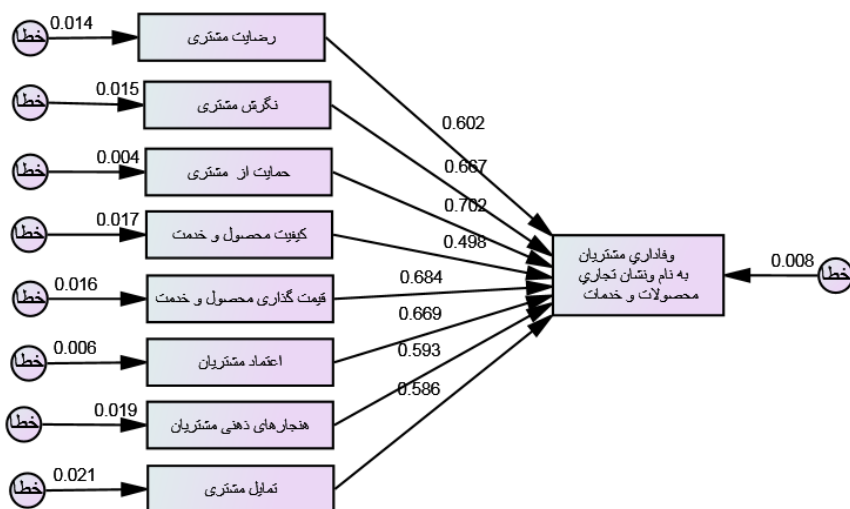 خطا 0.014 رضایت مشتری
0.602
خطا 0.015 نگرش مشتری
0.667
خطا 0.004 حمایت از مشتری
0.702
خطا 0.017 کیفیت محصول و خدمت
0.498
خطا 0.016 قیمت گذاری محصول و خدمت
0.684
خطا 0.006 اعتماد مشتریان
0.669
خطا 0.019 هنجارهای ذهنی مشتریان
0.593
خطا 0.021 تمایل مشتری
0.586
وفاداري مشتریان
به نام ونشان تجاري
محصولات و خدمات
0.008 خطا